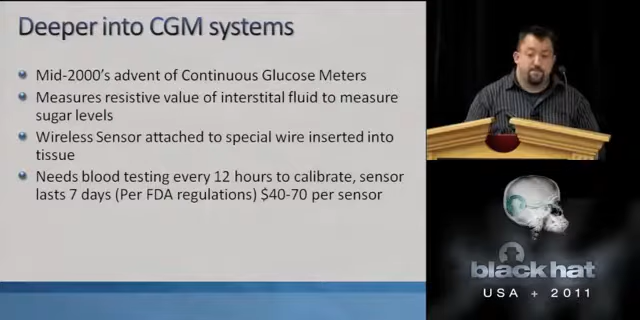 Deeper into CGM systems
Mid-2000's advent of Continuous Glucose Meters
Measures resistive value of interstital fluid to measure
sugar levels
Wireless Sensor attached to special wire inserted into
tissue
Needs blood testing every 12 hours to calibrate, sensor
lasts 7 days (Per FDA regulations) $40-70 per sensor
black hat
USA + 2011